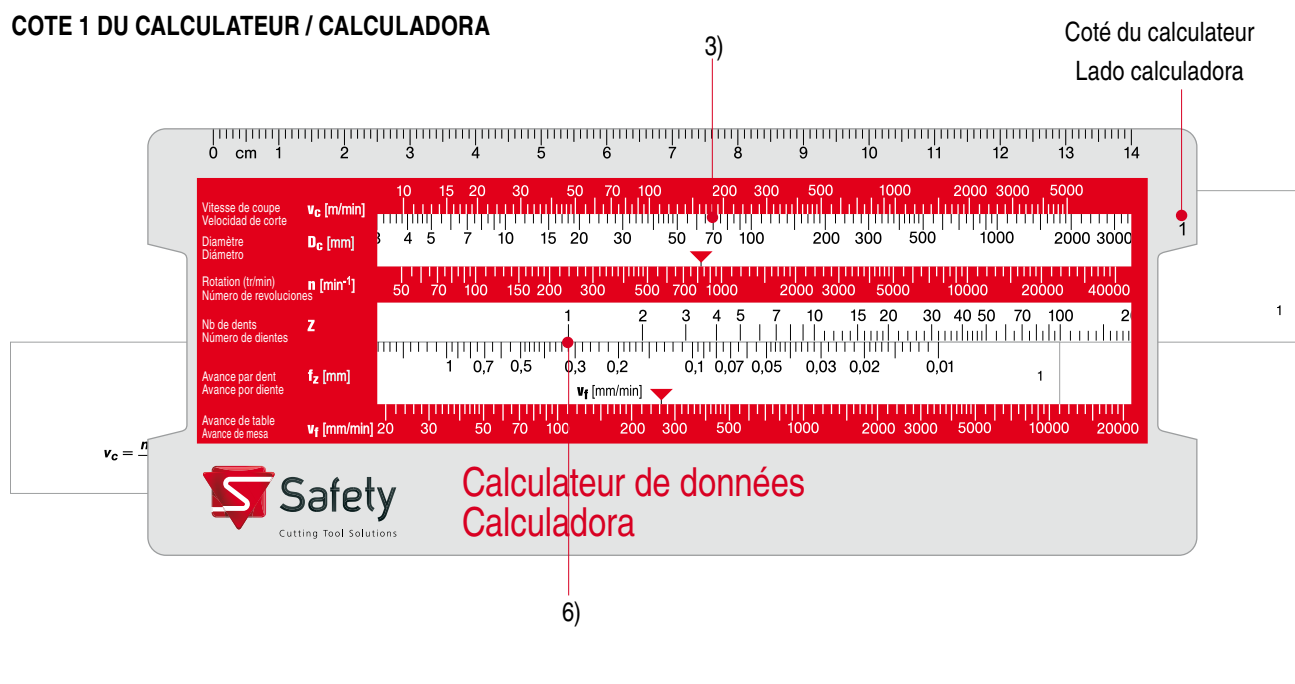 COTE 1 DU CALCULATEUR / CALCULADORA
3)
Coté du calculateur
Lado calculadora
0 cm 1 2 3 4 5 6 7 8 9 10 11 12 13 14
10 15 20 30 50 70 100 200 300 500 1000 2000 3000 5000
Vitesse de coupe
Velocidad de corte
vc [m/min]
1
3 4 5 7 10 15 20 30 50 70 100 200 300 500 1000 2000 3000
Diamètre
Diámetro
Dc [mm]
Rotation (tr/min)
Número de revoluciones
n [min-1]
50 70 100 150 200 300 500 700 1000 2000 3000 5000 10000 20000 40000
1
1 2 3 4 5 7 10 15 20 30 40 50 70 100
Nb de dents
Número de dientes
Z
1 0,7 0,5 0,3 0,2 0,1 0,07 0,05 0,03 0,02 0,01
Avance par dent
Avance por diente
fz [mm]
1
vf [mm/min]
Avance de table
Avance de mesa
vf [mm/min]
20 30 50 70 100 200 300 500 1000 2000 3000 5000 10000 20000
vc = n
Safety
Cutting Tool Solutions
Calculateur de données
Calculadora
6)